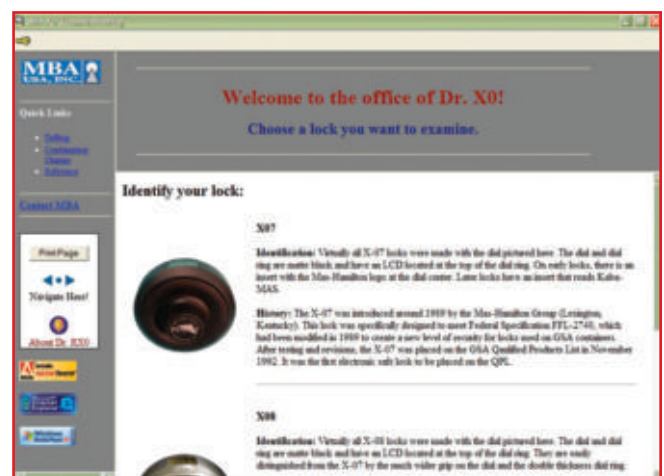 MBA
USA, INC.
Quick Links
Drilling
Combination
Change
Reference
Contact MBA
Print Page
Navigate Here!
About Dr. X0
Welcome to the office of Dr. X0!
Choose a lock you want to examine.
Identify your lock:
X07
Identification: Virtually all X-07 locks were made with the dial pictured here. The dial and dial
ring are matte black and have an LCD located at the top of the dial ring. On early locks, there is an
insert with the Mas-Hamilton logo at the dial center. Later locks have an insert that reads Kaba-
MAS.
History: The X-07 was introduced around 1989 by the Mas-Hamilton Group (Lexington,
Kentucky). This lock was specifically designed to meet Federal Specification FFL-2740, which
had been modified in 1989 to create a new level of security for locks used on GSA containers.
After testing and revisions, the X-07 was placed on the GSA Qualified Products List in November
1992. It was the first electronic safe lock to be placed on the QPL.
X08
Identification: Virtually all X-08 locks were made with the dial pictured here. The dial and dial
ring are matte black and have an LCD located at the top of the dial ring. They are easily
distinguished from the X-07 by the much wider grip on the dial and the double thickness dial ring.